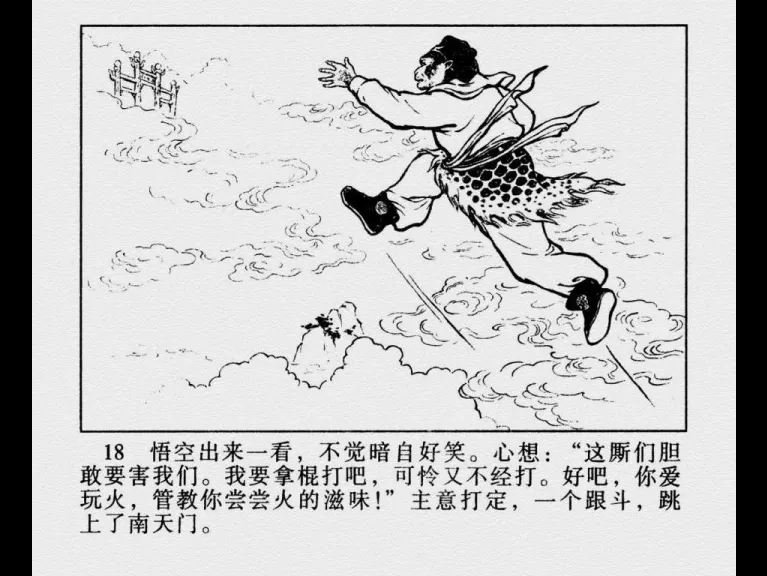 18 悟空出来一看，不觉暗自好笑。心想：“这厮们胆
敢要害我们。我要拿棍打吧，可怜又不经打。好吧，你爱
玩火，管教你尝尝火的滋味！”主意打定，一个跟斗，跳
上了南天门。